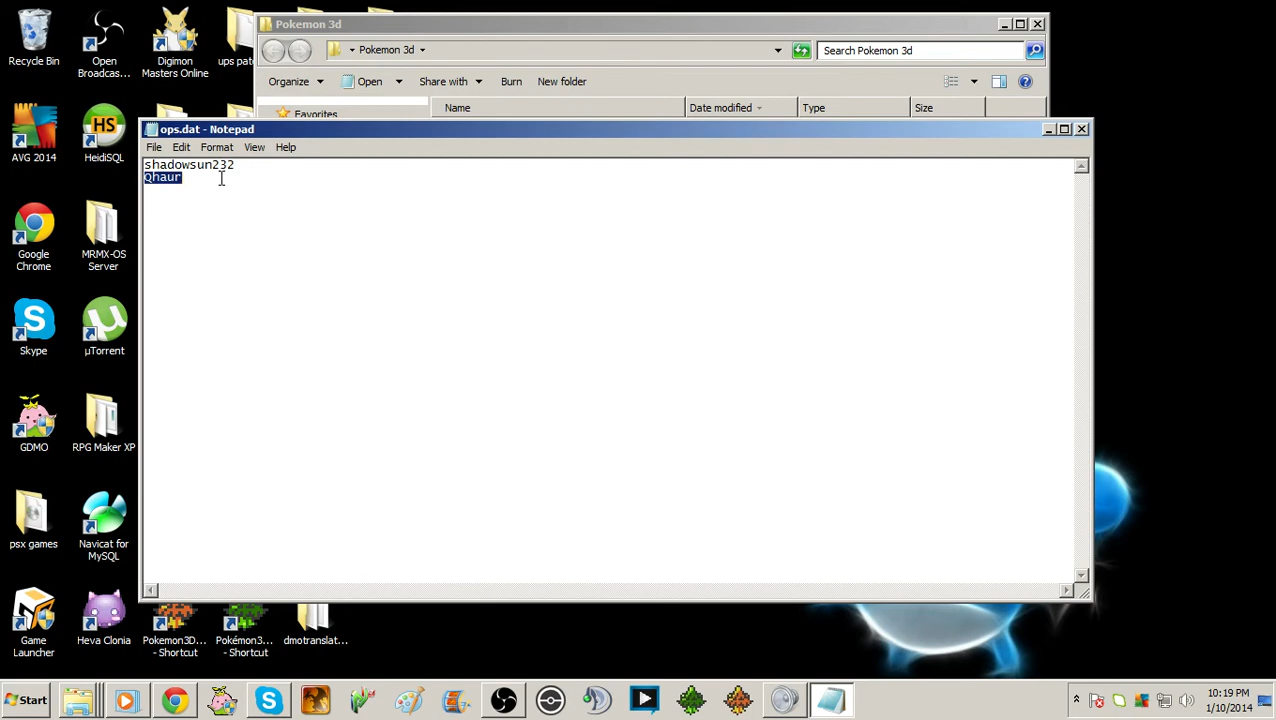 Pokemon 3d
Pokemon 3d
Search Pokemon 3d
Organize
Open
Share with
Burn
New folder
Favorites
Name
Date modified
Type
Size
ops.dat - Notepad
File
Edit
Format
View
Help
shadowsun232
Qhaur
Recycle Bin
Open Broadcas...
Digimon Masters Online
ups pat
AVG 2014
HS
HeidiSQL
Google Chrome
MRMX-OS Server
Skype
µTorrent
GDMO
RPG Maker XP
psx games
Navicat for MySQL
Game Launcher
Heva Clonia
Pokemon3D... - Shortcut
Pokémon3... - Shortcut
dmotranslat...
Start
10:19 PM
1/10/2014